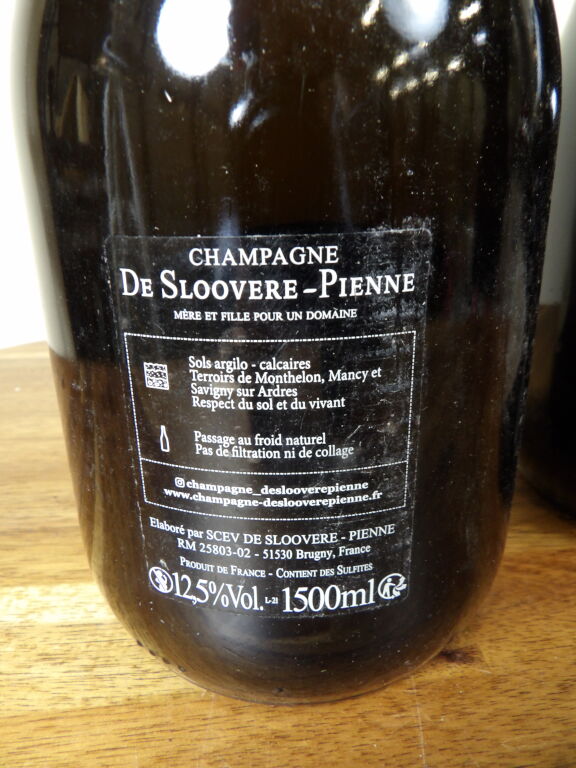 CHAMPAGNE
DE SLOOVERE - PIENNE
MÈRE ET FILLE POUR UN DOMAINE
Sols argilo - calcaires
Terroirs de Monthelon, Mancy et
Savigny sur Ardres
Respect du sol et du vivant
Passage au froid naturel
Pas de filtration ni de collage
champagne_deslooverepienne
www.champagne-deslooverepienne.fr
Elaboré par SCEV DE SLOOVERE - PIENNE
RM 25803-02 - 51530 Brugny, France
PRODUIT DE FRANCE - CONTIENT DES SULFITES
12,5%Vol. L-21 1500ml